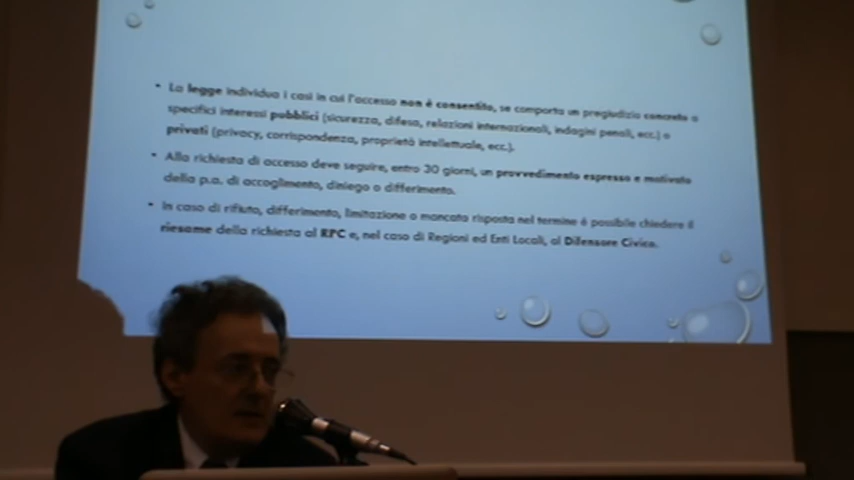 • La legge individua i casi in cui l'accesso non è consentito, se comporta un pregiudizio concreto a
specifici interessi pubblici (sicurezza, difesa, relazioni internazionali, indagini penali, ecc.) o
privati (privacy, corrispondenza, proprietà intellettuale, ecc.).
• Alla richiesta di accesso deve seguire, entro 30 giorni, un provvedimento espresso e motivato
della p.a. di accoglimento, diniego o differimento.
• In caso di rifiuto, differimento, limitazione o mancata risposta nel termine è possibile chiedere il
riesame della richiesta al RPC e, nel caso di Regioni ed Enti Locali, al Difensore Civico.